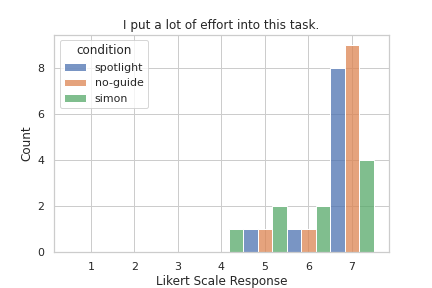 I put a lot of effort into this task.
condition
spotlight
no-guide
simon
8
6
4
2
0
Count
1 2 3 4 5 6 7
Likert Scale Response